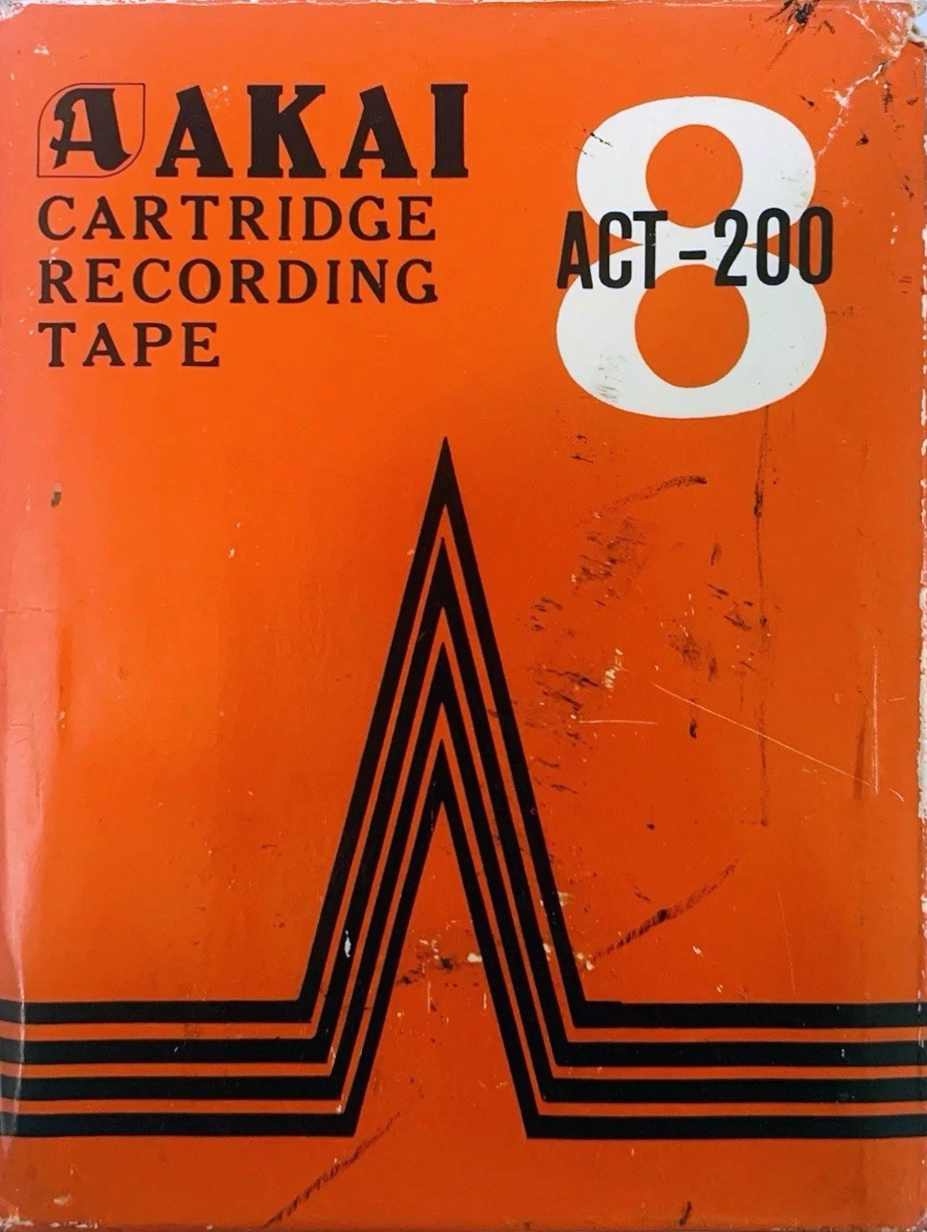 A AKAI
CARTRIDGE
RECORDING
TAPE
8
ACT-200